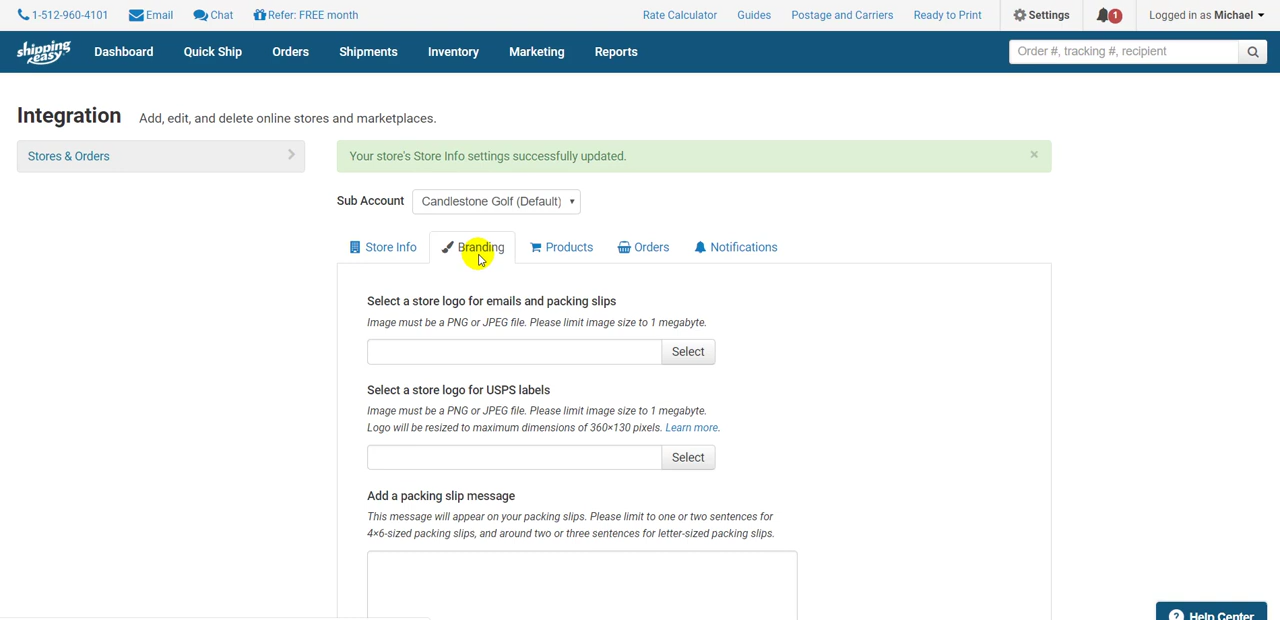 1-512-960-4101 Email Chat Refer: FREE month Rate Calculator Guides Postage and Carriers Ready to Print Settings 1 Logged in as Michael
shipping easy Dashboard Quick Ship Orders Shipments Inventory Marketing Reports Order #, tracking #, recipient
Integration Add, edit, and delete online stores and marketplaces.
Stores & Orders Your store's Store Info settings successfully updated. ×
Sub Account Candlestone Golf (Default)
Store Info Branding Products Orders Notifications
Select a store logo for emails and packing slips
Image must be a PNG or JPEG file. Please limit image size to 1 megabyte.
Select
Select a store logo for USPS labels
Image must be a PNG or JPEG file. Please limit image size to 1 megabyte.
Logo will be resized to maximum dimensions of 360×130 pixels. Learn more.
Select
Add a packing slip message
This message will appear on your packing slips. Please limit to one or two sentences for
4×6-sized packing slips, and around two or three sentences for letter-sized packing slips.
? Help Center